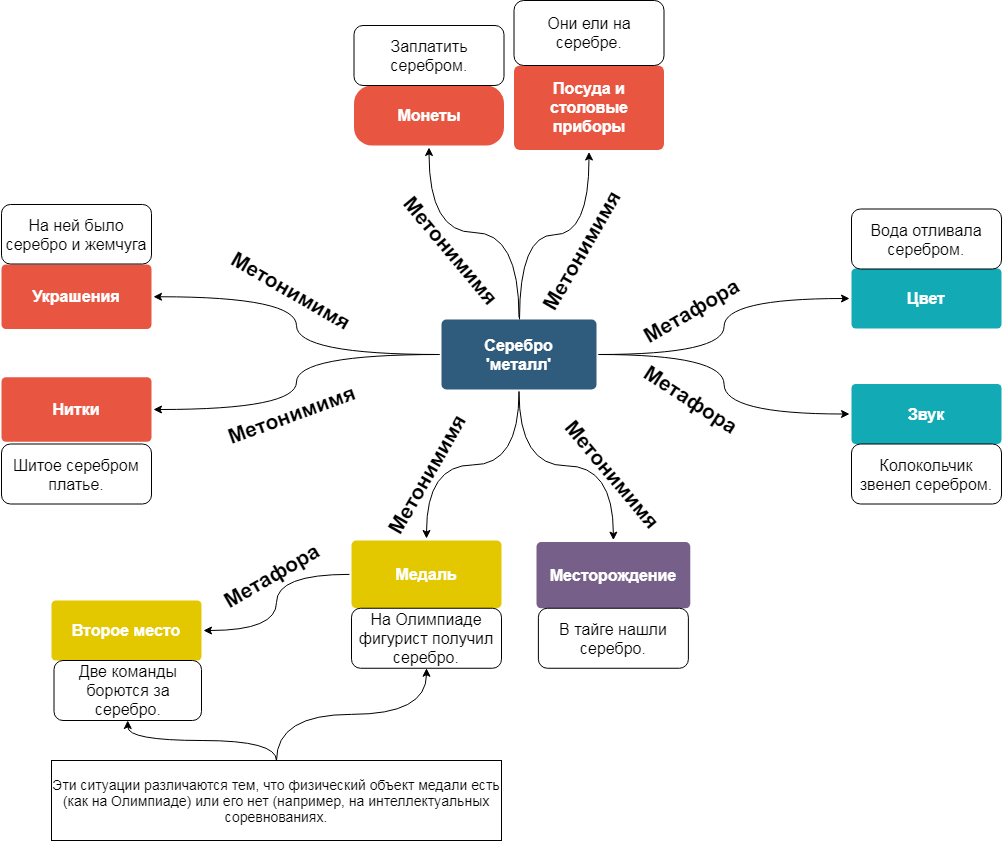 Заплатить
серебром.
Монеты
Они ели на
серебре.
Посуда и
столовые
приборы
Метонимимя
Метонимимя
На ней было
серебро и жемчуга
Украшения
Метонимимя
Вода отливала
серебром.
Цвет
Метафора
Серебро
'металл'
Нитки
Шитое серебром
платье.
Метонимимя
Метафора
Звук
Колокольчик
звенел серебром.
Метонимимя
Метонимимя
Медаль
На Олимпиаде
фигурист получил
серебро.
Месторождение
В тайге нашли
серебро.
Метафора
Второе место
Две команды
борются за
серебро.
Эти ситуации различаются тем, что физический объект медали есть
(как на Олимпиаде) или его нет (например, на интеллектуальных
соревнованиях.